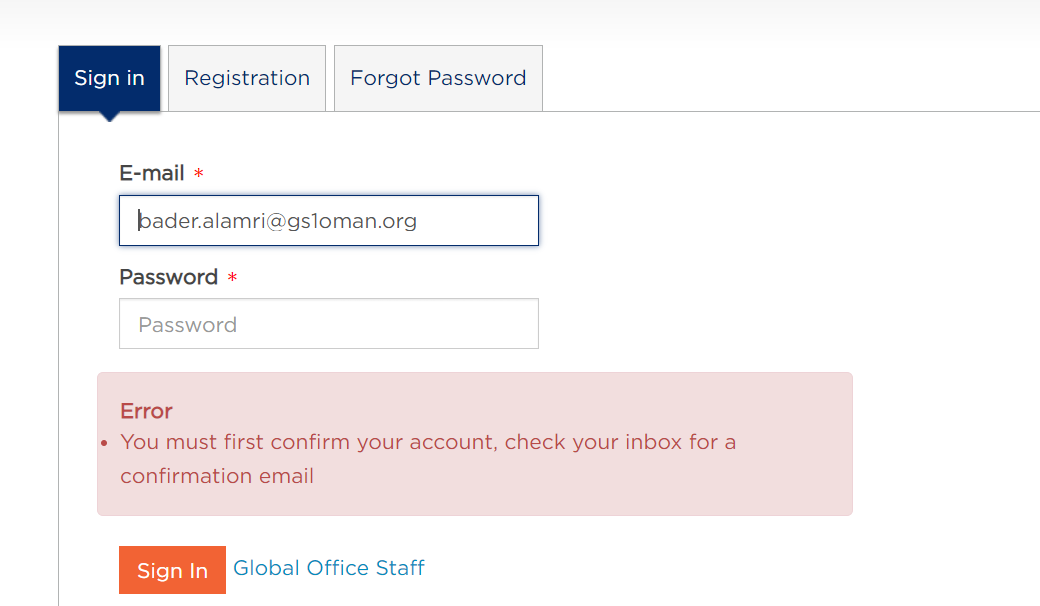 Sign in Registration Forgot Password
E-mail *
bader.alamri@gs1oman.org
Password *
Password
Error
• You must first confirm your account, check your inbox for a
confirmation email
Sign In Global Office Staff